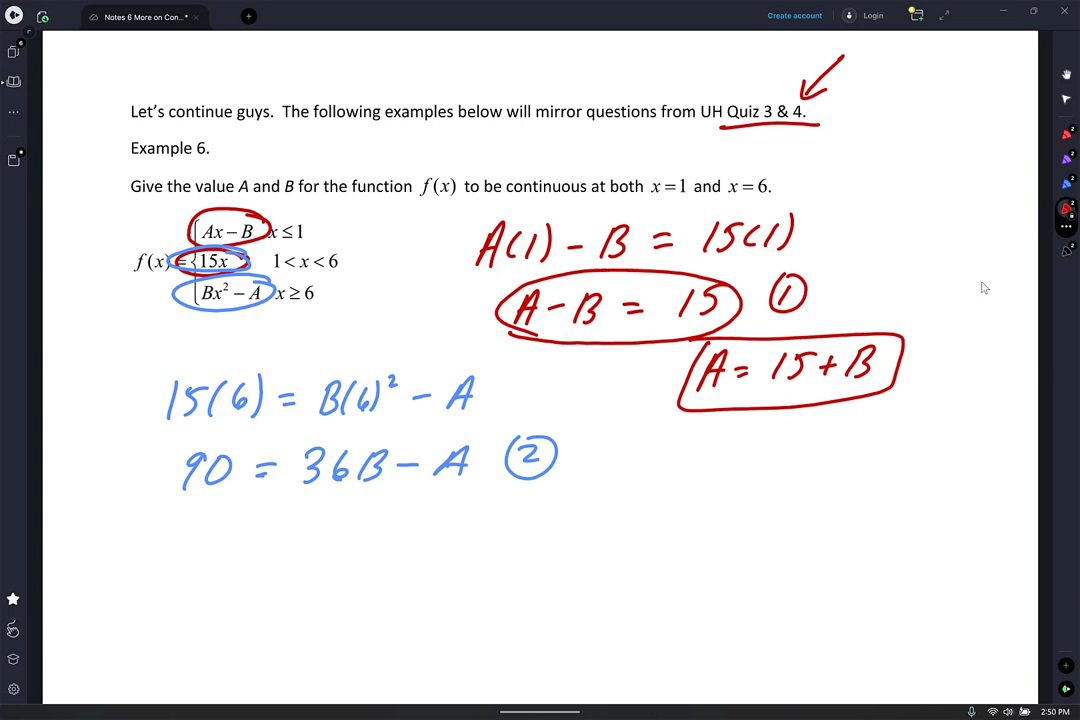 Notes 6 More on Con...* ×
Create account
Login
Let's continue guys. The following examples below will mirror questions from UH Quiz 3 & 4.
Example 6.
Give the value A and B for the function f(x) to be continuous at both x=1 and x=6.
Ax − B x ≤ 1
f(x) = { 15x 1 < x < 6
Bx² − A x ≥ 6
A(1) − B = 15(1)
A − B = 15 ①
A = 15 + B
15(6) = B(6)² − A
90 = 36B − A ②
2:50 PM